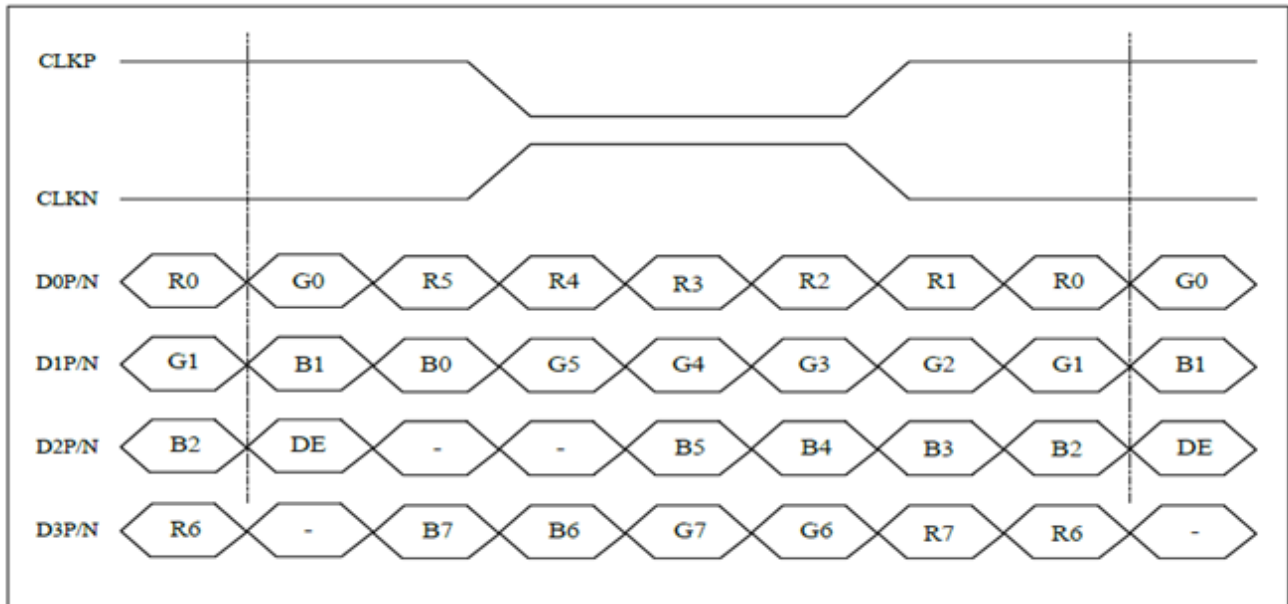 CLKP
CLKN
D0P/N R0 G0 R5 R4 R3 R2 R1 R0 G0
D1P/N G1 B1 B0 G5 G4 G3 G2 G1 B1
D2P/N B2 DE - - B5 B4 B3 B2 DE
D3P/N R6 - B7 B6 G7 G6 R7 R6 -